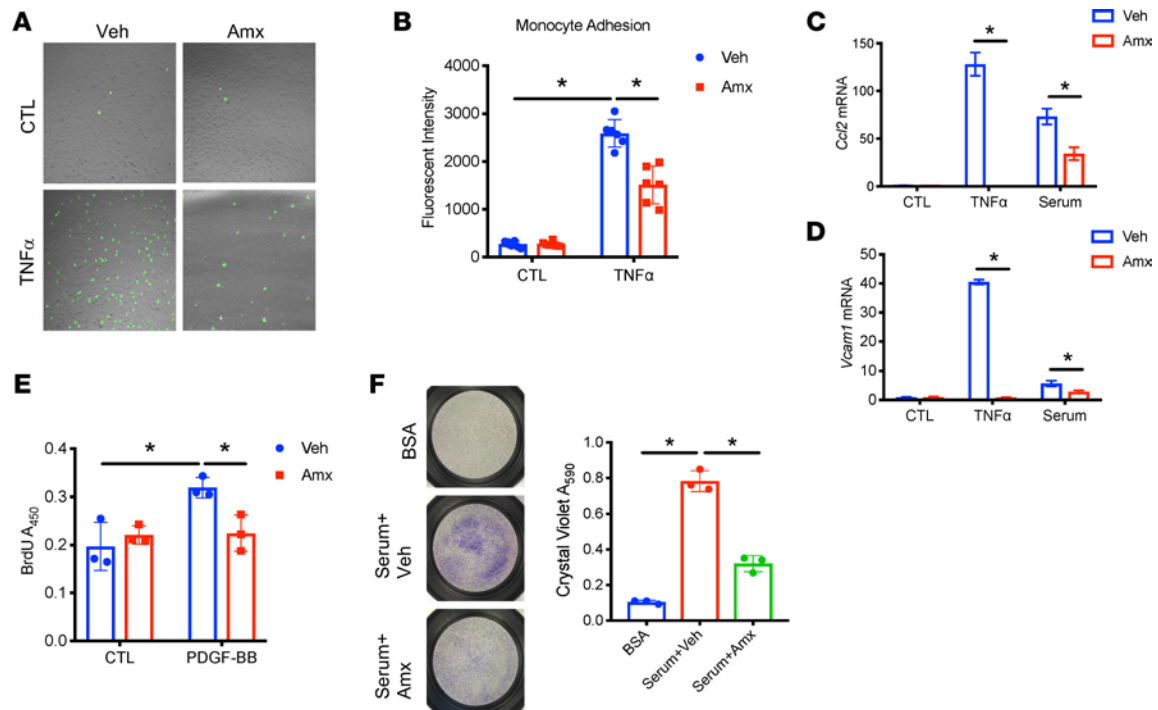 A
Veh
Amx
CTL
TNFα
B
Monocyte Adhesion
Veh
Amx
Fluorescent Intensity
4000
3000
2000
1000
0
*
*
CTL
TNFα
C
Veh
Amx
Ccl2 mRNA
150
100
50
0
*
*
CTL
TNFα
Serum
D
Veh
Amx
Vcam1 mRNA
50
40
30
20
10
0
*
*
CTL
TNFα
Serum
E
Veh
Amx
BrdU A450
0.4
0.3
0.2
0.1
0.0
*
*
CTL
PDGF-BB
F
BSA
Serum+
Veh
Serum+
Amx
Crystal Violet A590
1.0
0.8
0.6
0.4
0.2
0.0
*
*
BSA
Serum+Veh
Serum+Amx